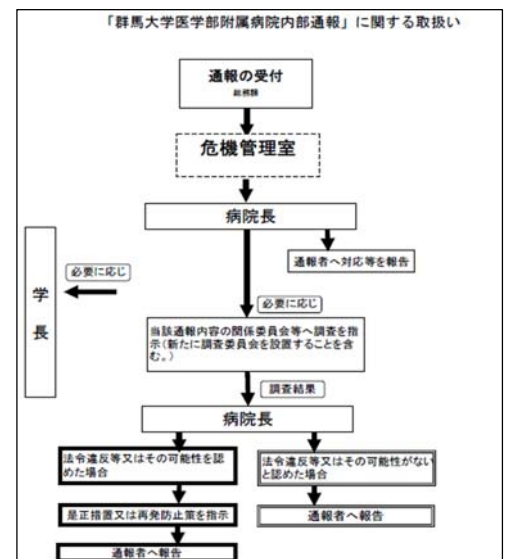 「群馬大学医学部附属病院内部通報」に関する取扱い
通報の受付
総務課
危機管理室
病院長
通報者へ対応等を報告
必要に応じ
学
長
必要に応じ
当該通報内容の関係委員会等へ調査を指
示（新たに調査委員会を設置することを含
む。）
調査結果
病院長
法令違反等又はその可能性を認
めた場合
法令違反等又はその可能性がない
と認めた場合
是正措置又は再発防止策を指示
通報者へ報告
通報者へ報告